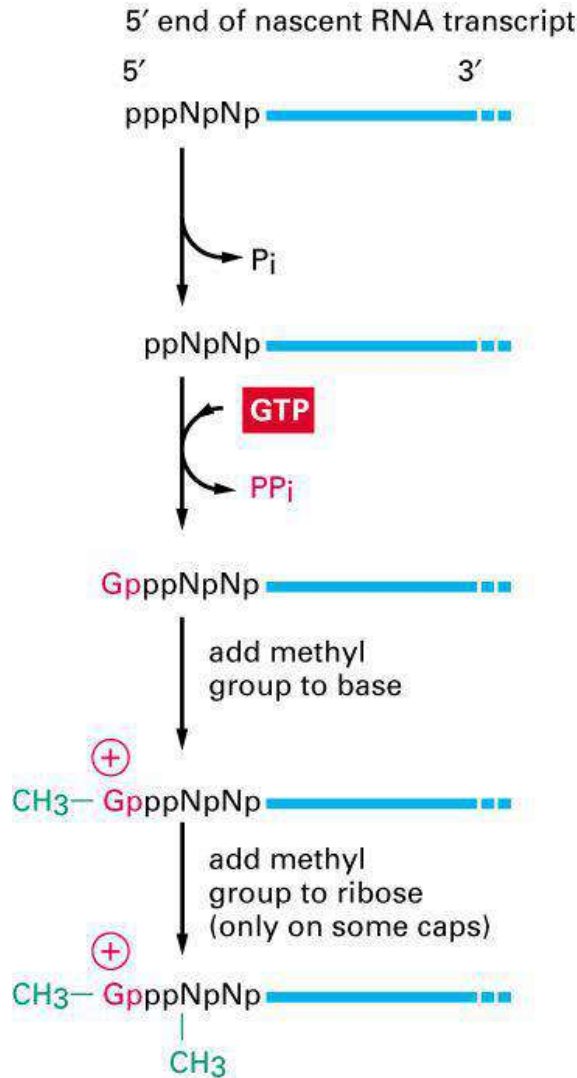 5′ end of nascent RNA transcript
5′ 3′
pppNpNp
Pi
ppNpNp
GTP
PPi
GpppNpNp
add methyl
group to base
+
CH3– GpppNpNp
add methyl
group to ribose
(only on some caps)
+
CH3– GpppNpNp
CH3